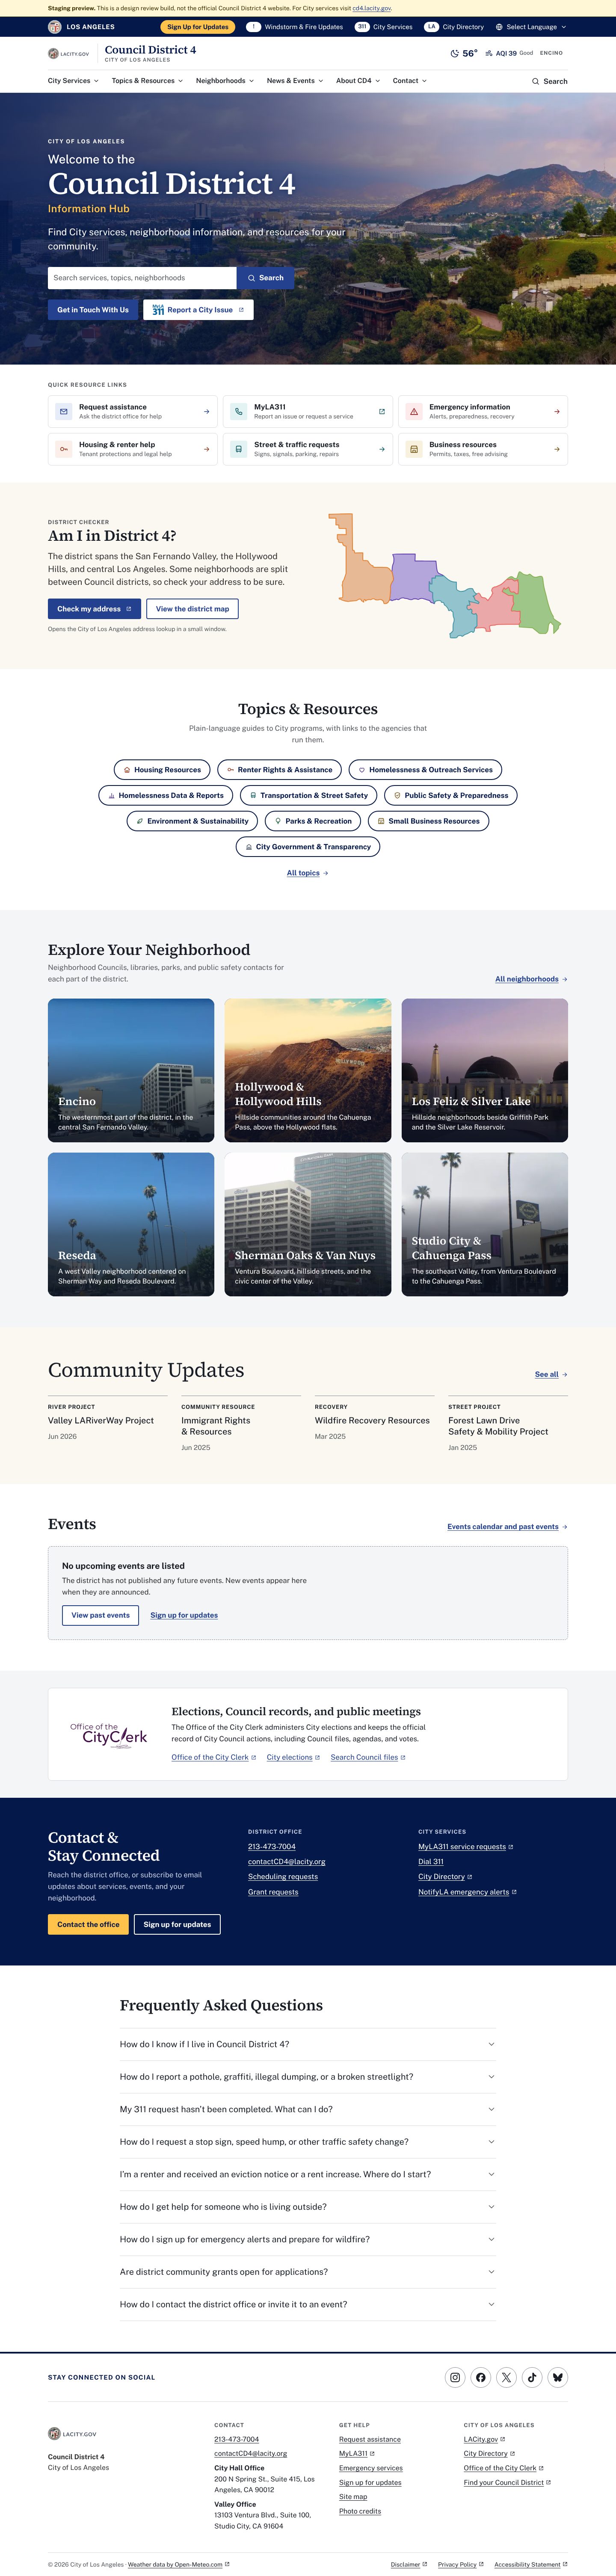 Staging preview. This is a design review build, not the official Council District 4 website. For City services visit cd4.lacity.gov.
LOS ANGELES
Sign Up for Updates
! Windstorm & Fire Updates
311 City Services
LA City Directory
Select Language
LACITY.GOV
Council District 4
CITY OF LOS ANGELES
56°
AQI 39 Good
ENCINO
City Services
Topics & Resources
Neighborhoods
News & Events
About CD4
Contact
Search
CITY OF LOS ANGELES
Welcome to the
Council District 4
Information Hub
Find City services, neighborhood information, and resources for your
community.
Search services, topics, neighborhoods
Search
Get in Touch With Us
MyLA 311
Report a City Issue
QUICK RESOURCE LINKS
Request assistance
Ask the district office for help
MyLA311
Report an issue or request a service
Emergency information
Alerts, preparedness, recovery
Housing & renter help
Tenant protections and legal help
Street & traffic requests
Signs, signals, parking, repairs
Business resources
Permits, taxes, free advising
DISTRICT CHECKER
Am I in District 4?
The district spans the San Fernando Valley, the Hollywood
Hills, and central Los Angeles. Some neighborhoods are split
between Council districts, so check your address to be sure.
Check my address
View the district map
Opens the City of Los Angeles address lookup in a small window.
Topics & Resources
Plain-language guides to City programs, with links to the agencies that
run them.
Housing Resources
Renter Rights & Assistance
Homelessness & Outreach Services
Homelessness Data & Reports
Transportation & Street Safety
Public Safety & Preparedness
Environment & Sustainability
Parks & Recreation
Small Business Resources
City Government & Transparency
All topics
Explore Your Neighborhood
Neighborhood Councils, libraries, parks, and public safety contacts for
each part of the district.
All neighborhoods
Encino
The westernmost part of the district, in the
central San Fernando Valley.
HOLLYWOOD
Hollywood &
Hollywood Hills
Hillside communities around the Cahuenga
Pass, above the Hollywood flats.
Los Feliz & Silver Lake
Hillside neighborhoods beside Griffith Park
and the Silver Lake Reservoir.
Reseda
A west Valley neighborhood centered on
Sherman Way and Reseda Boulevard.
Sherman Oaks & Van Nuys
Ventura Boulevard, hillside streets, and the
civic center of the Valley.
Studio City &
Cahuenga Pass
The southeast Valley, from Ventura Boulevard
to the Cahuenga Pass.
Community Updates
See all
RIVER PROJECT
Valley LARiverWay Project
Jun 2026
COMMUNITY RESOURCE
Immigrant Rights
& Resources
Jun 2025
RECOVERY
Wildfire Recovery Resources
Mar 2025
STREET PROJECT
Forest Lawn Drive
Safety & Mobility Project
Jan 2025
Events
Events calendar and past events
No upcoming events are listed
The district has not published any future events. New events appear here
when they are announced.
View past events
Sign up for updates
Office of the
CityClerk
Elections, Council records, and public meetings
The Office of the City Clerk administers City elections and keeps the official
record of City Council actions, including Council files, agendas, and votes.
Office of the City Clerk
City elections
Search Council files
Contact &
Stay Connected
Reach the district office, or subscribe to email
updates about services, events, and your
neighborhood.
Contact the office
Sign up for updates
DISTRICT OFFICE
213-473-7004
contactCD4@lacity.org
Scheduling requests
Grant requests
CITY SERVICES
MyLA311 service requests
Dial 311
City Directory
NotifyLA emergency alerts
Frequently Asked Questions
How do I know if I live in Council District 4?
How do I report a pothole, graffiti, illegal dumping, or a broken streetlight?
My 311 request hasn't been completed. What can I do?
How do I request a stop sign, speed hump, or other traffic safety change?
I'm a renter and received an eviction notice or a rent increase. Where do I start?
How do I get help for someone who is living outside?
How do I sign up for emergency alerts and prepare for wildfire?
Are district community grants open for applications?
How do I contact the district office or invite it to an event?
STAY CONNECTED ON SOCIAL
LACITY.GOV
Council District 4
City of Los Angeles
CONTACT
213-473-7004
contactCD4@lacity.org
City Hall Office
200 N Spring St., Suite 415, Los
Angeles, CA 90012
Valley Office
13103 Ventura Blvd., Suite 100,
Studio City, CA 91604
GET HELP
Request assistance
MyLA311
Emergency services
Sign up for updates
Site map
Photo credits
CITY OF LOS ANGELES
LACity.gov
City Directory
Office of the City Clerk
Find your Council District
© 2026 City of Los Angeles · Weather data by Open-Meteo.com
Disclaimer
Privacy Policy
Accessibility Statement